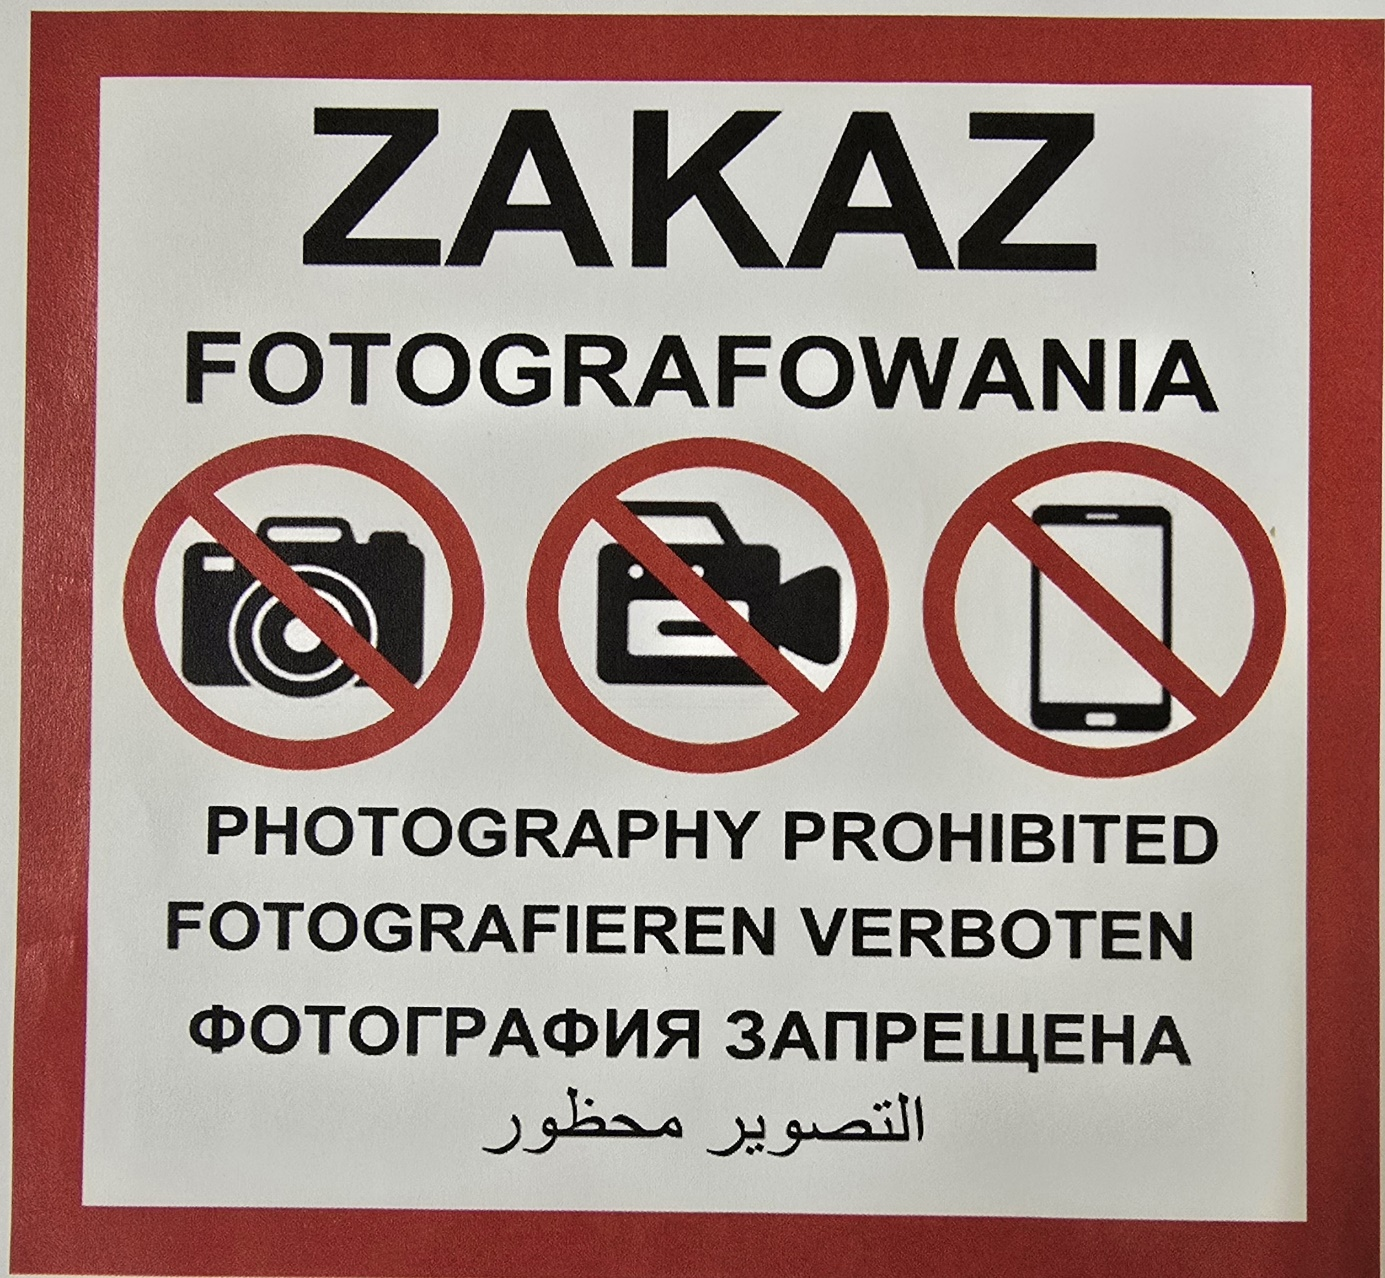 ZAKAZ
FOTOGRAFOWANIA
PHOTOGRAPHY PROHIBITED
FOTOGRAFIEREN VERBOTEN
ФОТОГРАФИЯ ЗАПРЕЩЕНА
التصوير محظور